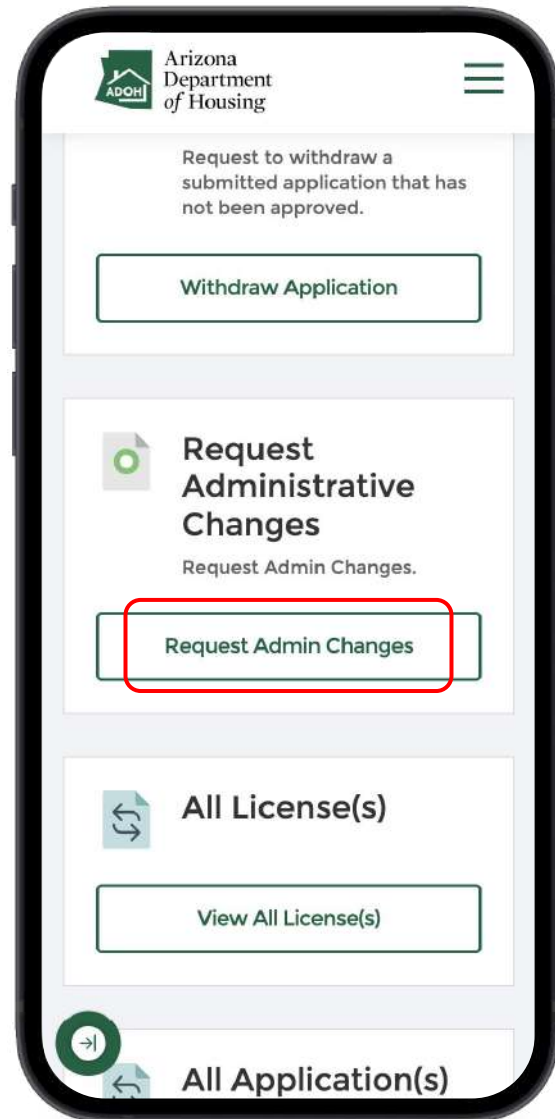 Arizona
Department
of Housing
ADOH
Request to withdraw a
submitted application that has
not been approved.
Withdraw Application
Request
Administrative
Changes
Request Admin Changes.
Request Admin Changes
All License(s)
View All License(s)
All Application(s)